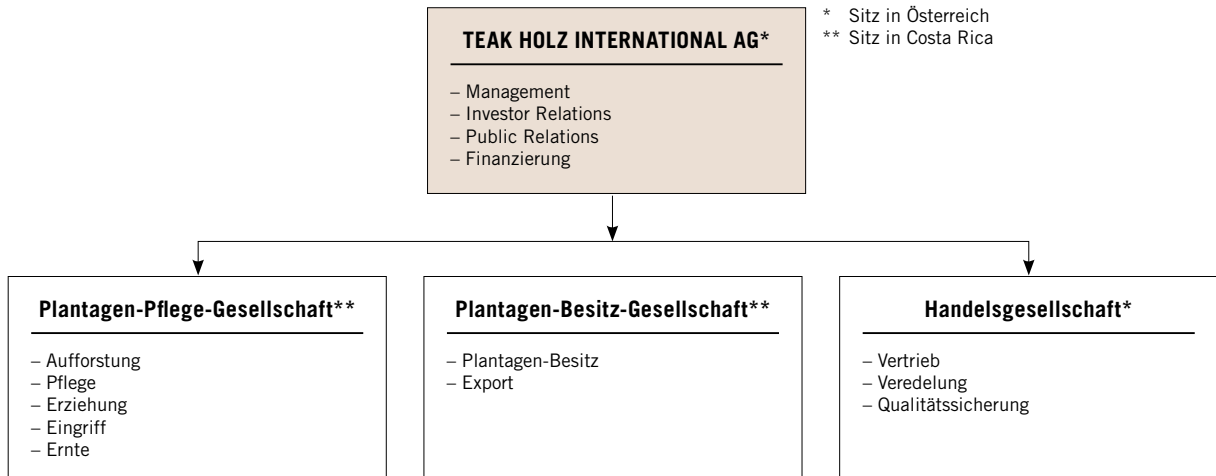 TEAK HOLZ INTERNATIONAL AG*
– Management
– Investor Relations
– Public Relations
– Finanzierung
* Sitz in Österreich
** Sitz in Costa Rica
Plantagen-Pflege-Gesellschaft**
– Aufforstung
– Pflege
– Erziehung
– Eingriff
– Ernte
Plantagen-Besitz-Gesellschaft**
– Plantagen-Besitz
– Export
Handelsgesellschaft*
– Vertrieb
– Veredelung
– Qualitätssicherung